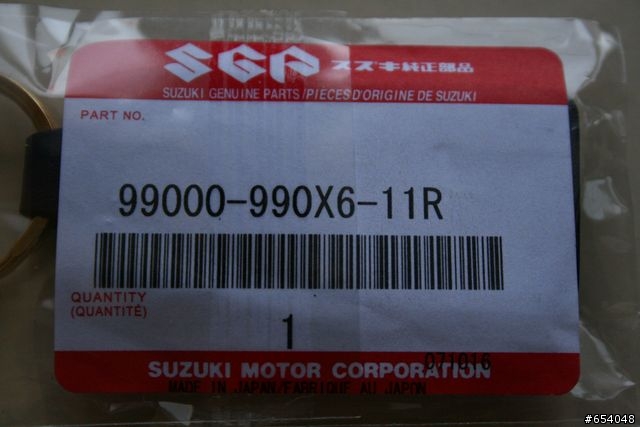 SGP スズキ純正部品
SUZUKI GENUINE PARTS/PIÈCES D'ORIGINE DE SUZUKI
PART NO.
99000-990X6-11R
QUANTITY
(QUANTITÉ)
1
071016
SUZUKI MOTOR CORPORATION
MADE IN JAPAN/FABRIQUE AU JAPON
#654048